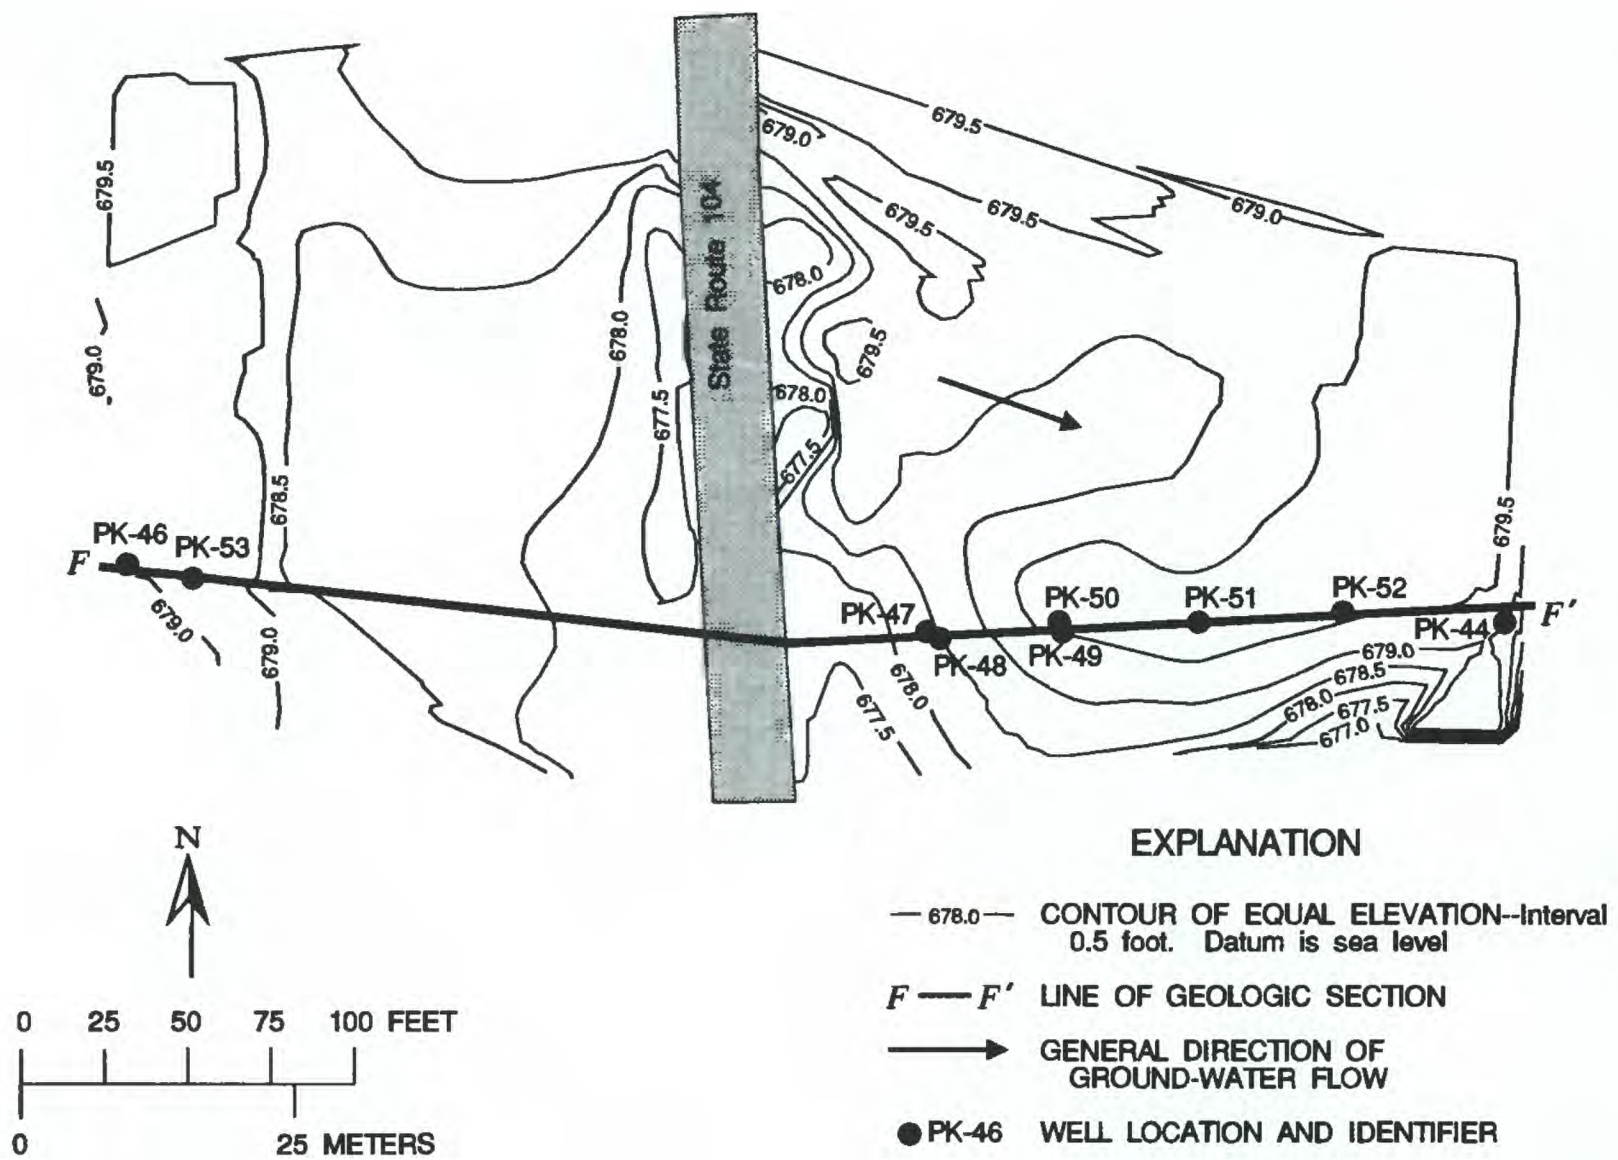 679.5
679.0
679.5
679.5
679.5
679.0
679.5
State Route 104
678.0
678.0
679.5
677.5
678.0
677.5
679.0
678.5
679.5
PK-46
PK-53
F
679.0
679.0
PK-47
PK-48
PK-50
PK-49
PK-51
PK-52
PK-44
F'
678.0
677.5
679.0
678.5
678.0
677.5
677.0
N
0 25 50 75 100 FEET
0 25 METERS
EXPLANATION
678.0 CONTOUR OF EQUAL ELEVATION--Interval
0.5 foot. Datum is sea level
F F' LINE OF GEOLOGIC SECTION
GENERAL DIRECTION OF
GROUND-WATER FLOW
PK-46 WELL LOCATION AND IDENTIFIER